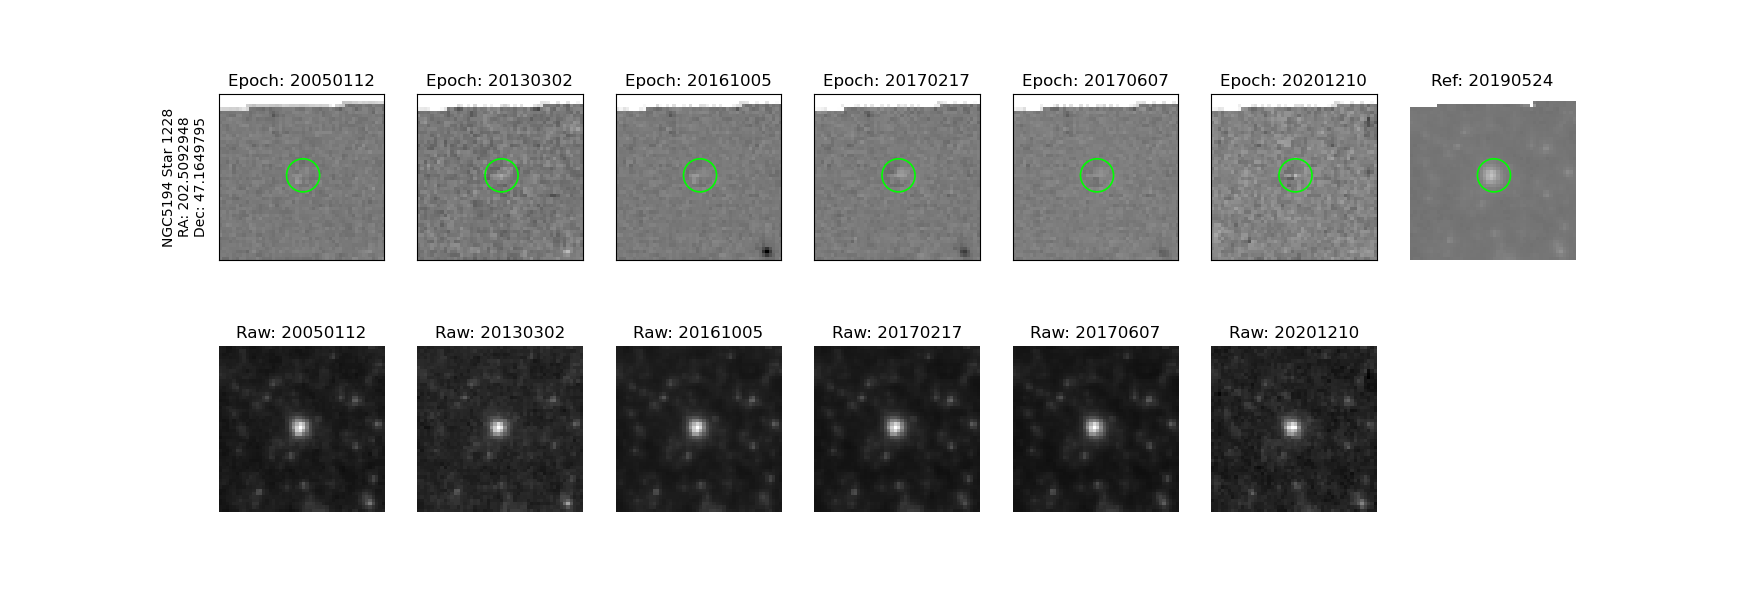 Epoch: 20050112
Epoch: 20130302
Epoch: 20161005
Epoch: 20170217
Epoch: 20170607
Epoch: 20201210
Ref: 20190524
NGC5194 Star 1228
RA: 202.5092948
Dec: 47.1649795
Raw: 20050112
Raw: 20130302
Raw: 20161005
Raw: 20170217
Raw: 20170607
Raw: 20201210